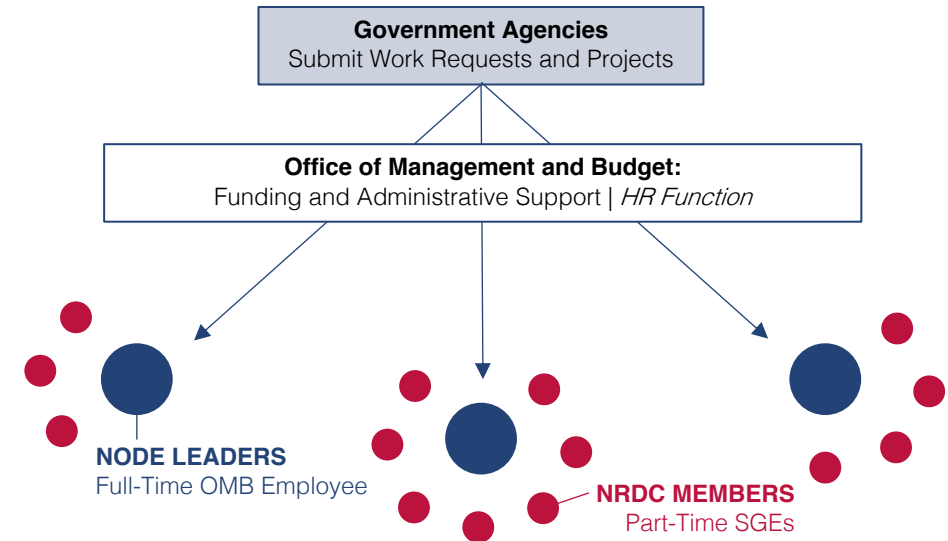 Government Agencies
Submit Work Requests and Projects
Office of Management and Budget:
Funding and Administrative Support | HR Function
NODE LEADERS
Full-Time OMB Employee
NRDC MEMBERS
Part-Time SGEs